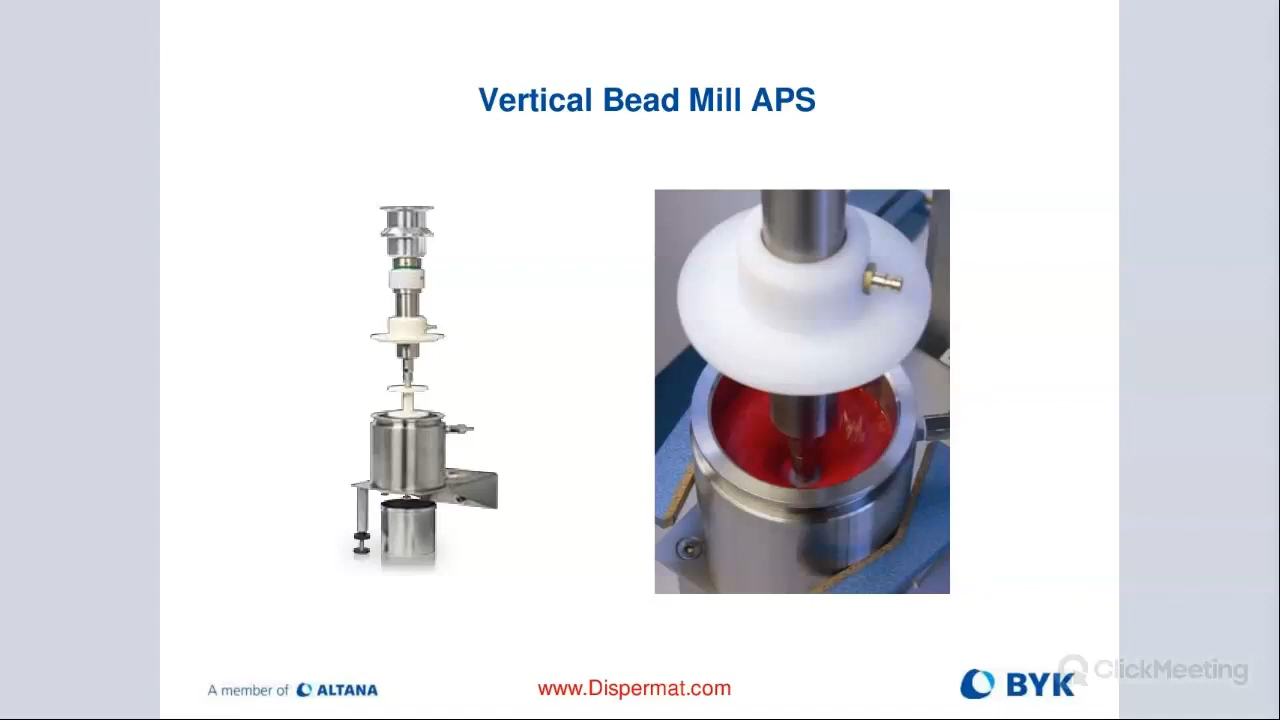 Vertical Bead Mill APS
A member of ALTANA
www.Dispermat.com
BYK
ClickMeeting